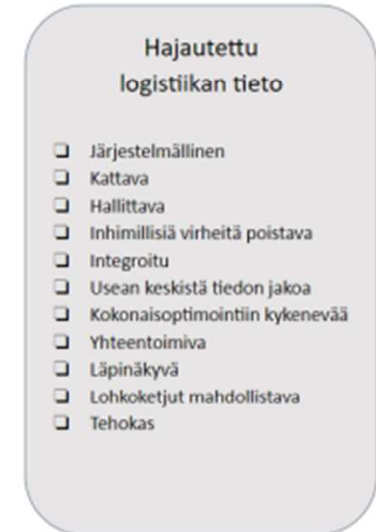 Hajautettu
logistiikan tieto
❑ Järjestelmällinen
❑ Kattava
❑ Hallittava
❑ Inhimillisiä virheitä poistava
❑ Integroitu
❑ Usean keskistä tiedon jakoa
❑ Kokonaisoptimointiin kykenevää
❑ Yhteentoimiva
❑ Läpinäkyvä
❑ Lohkoketjut mahdollistava
❑ Tehokas